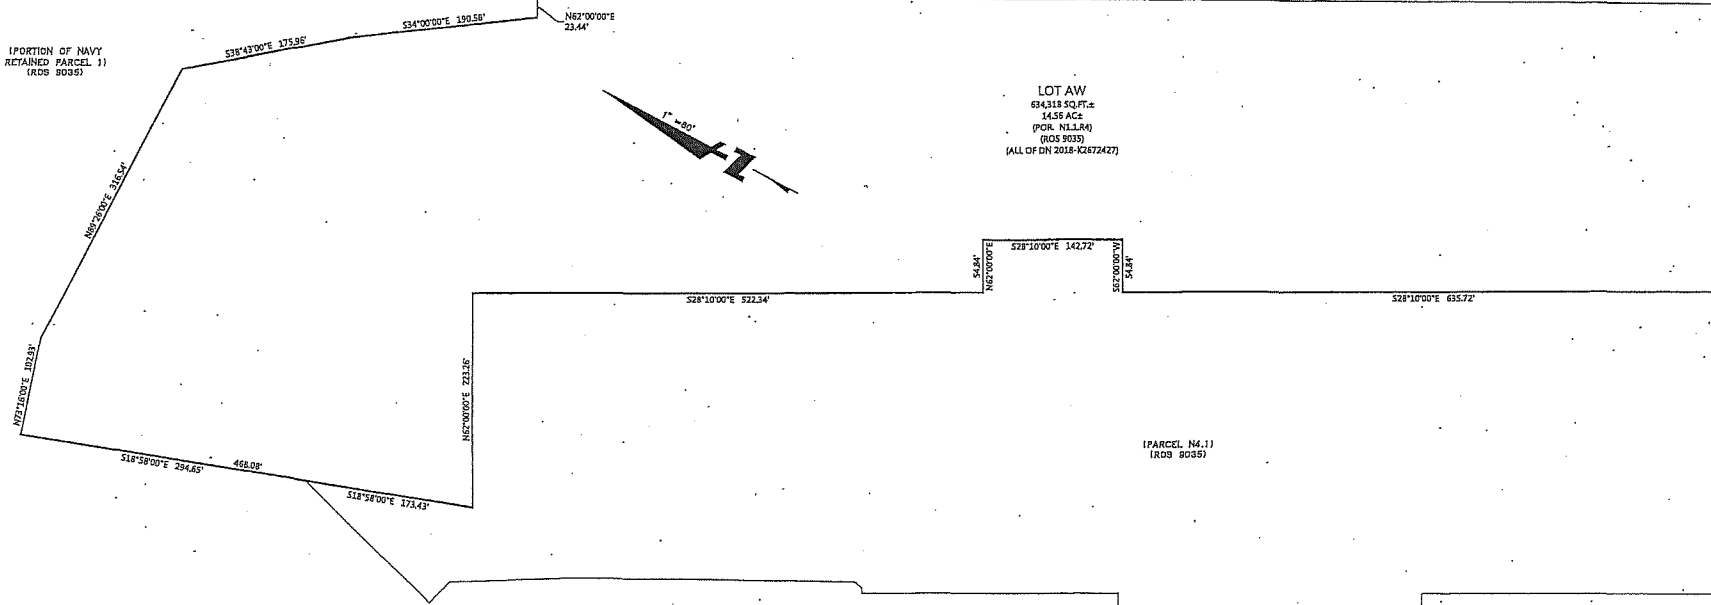 S34°00'00"E 190.58'
N62°00'00"E
23.44'
S38°43'00"E 175.96'
(PORTION OF NAVY
RETAINED PARCEL 1)
(ROS 9035)
LOT AW
634,318 SQ.FT.±
14.56 AC±
(POR. N1.1.R4)
(ROS 9035)
(ALL OF DN 2018-K2672427)
1" =80'
N89°26'00"E 316.54'
54.84'
N62°00'00"E
S28°10'00"E 142.72'
S62°00'00"W
54.84'
S28°10'00"E 522.34'
S28°10'00"E 635.72'
N73°16'00"E 102.93'
N62°00'00"E 223.26'
(PARCEL N4.1)
(ROS 9035)
S18°58'00"E 294.65'
468.08'
S18°58'00"E 173.43'